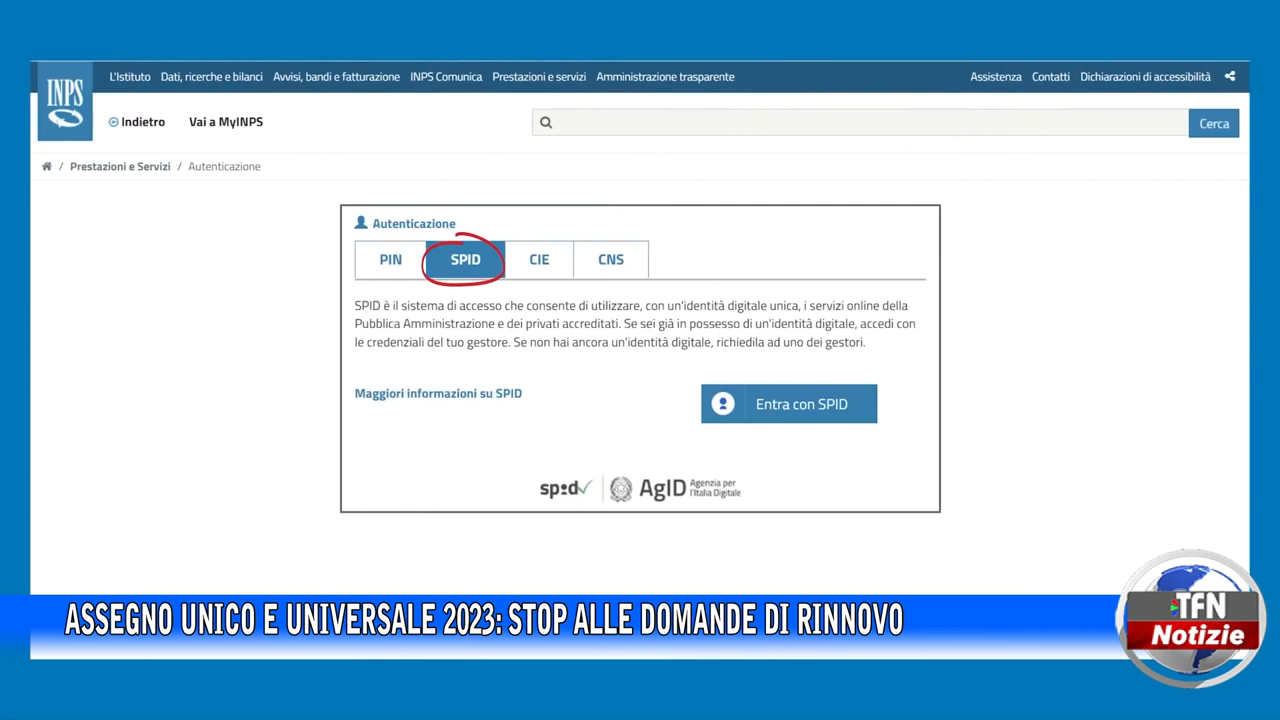 INPS
L'Istituto Dati, ricerche e bilanci Avvisi, bandi e fatturazione INPS Comunica Prestazioni e servizi Amministrazione trasparente Assistenza Contatti Dichiarazioni di accessibilità
Indietro Vai a MyINPS Cerca
/ Prestazioni e Servizi / Autenticazione
Autenticazione
PIN SPID CIE CNS
SPID è il sistema di accesso che consente di utilizzare, con un'identità digitale unica, i servizi online della
Pubblica Amministrazione e dei privati accreditati. Se sei già in possesso di un'identità digitale, accedi con
le credenziali del tuo gestore. Se non hai ancora un'identità digitale, richiedila ad uno dei gestori.
Maggiori informazioni su SPID
Entra con SPID
spid AgID Agenzia per
l'Italia Digitale
ASSEGNO UNICO E UNIVERSALE 2023: STOP ALLE DOMANDE DI RINNOVO
TFN
Notizie